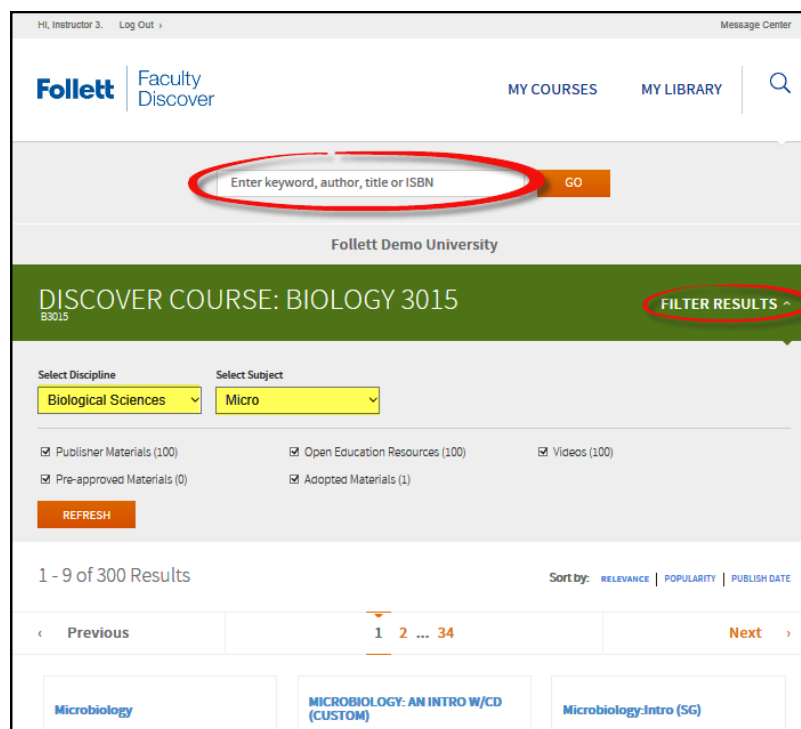 Hi, Instructor 3. Log Out ›
Message Center
Follett Faculty Discover
MY COURSES MY LIBRARY
Enter keyword, author, title or ISBN GO
Follett Demo University
DISCOVER COURSE: BIOLOGY 3015
B3015
FILTER RESULTS ^
Select Discipline Select Subject
Biological Sciences Micro
Publisher Materials (100) Open Education Resources (100) Videos (100)
Pre-approved Materials (0) Adopted Materials (1)
REFRESH
1 - 9 of 300 Results Sort by: RELEVANCE | POPULARITY | PUBLISH DATE
‹ Previous 1 2 ... 34 Next ›
Microbiology
MICROBIOLOGY: AN INTRO W/CD
(CUSTOM)
Microbiology:Intro (SG)